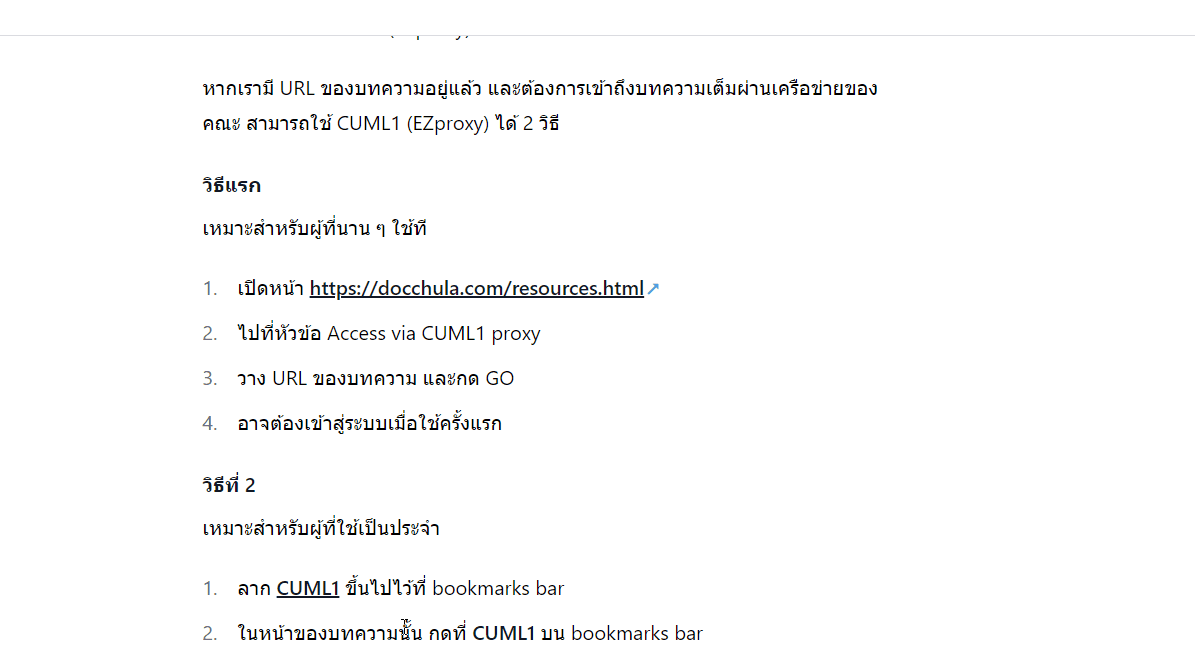 หากเรามี URL ของบทความอยู่แล้ว และต้องการเข้าถึงบทความเต็มผ่านเครือข่ายของ
คณะ สามารถใช้ CUML1 (EZproxy) ได้ 2 วิธี
วิธีแรก
เหมาะสำหรับผู้ที่นาน ๆ ใช้ที
1. เปิดหน้า https://docchula.com/resources.html↗
2. ไปที่หัวข้อ Access via CUML1 proxy
3. วาง URL ของบทความ และกด GO
4. อาจต้องเข้าสู่ระบบเมื่อใช้ครั้งแรก
วิธีที่ 2
เหมาะสำหรับผู้ที่ใช้เป็นประจำ
1. ลาก CUML1 ขึ้นไปไว้ที่ bookmarks bar
2. ในหน้าของบทความนั้น กดที่ CUML1 บน bookmarks bar